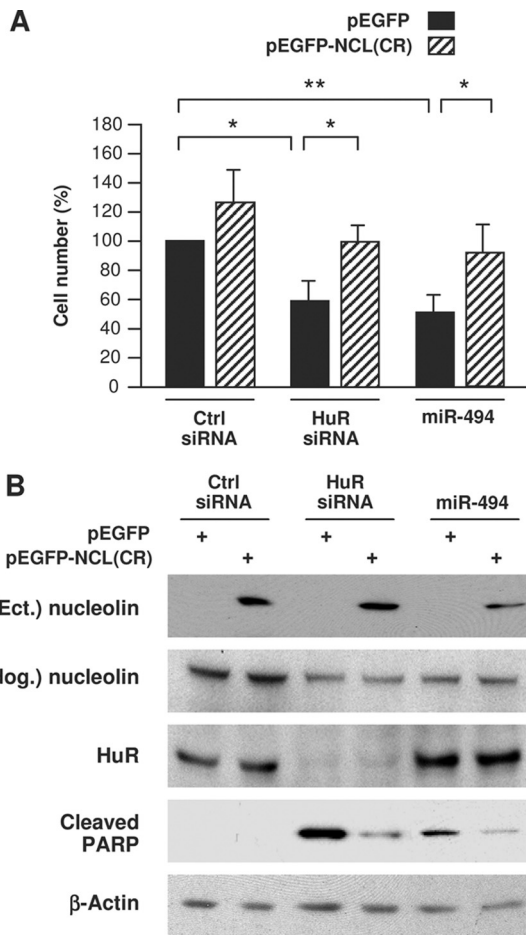 A
pEGFP
pEGFP-NCL(CR)
** *
* *
180
160
140
120
100
80
60
40
20
0
Cell number (%)
Ctrl siRNA
HuR siRNA
miR-494
B
Ctrl siRNA
HuR siRNA
miR-494
pEGFP + + +
pEGFP-NCL(CR) + + +
Ect.) nucleolin
log.) nucleolin
HuR
Cleaved
PARP
β-Actin